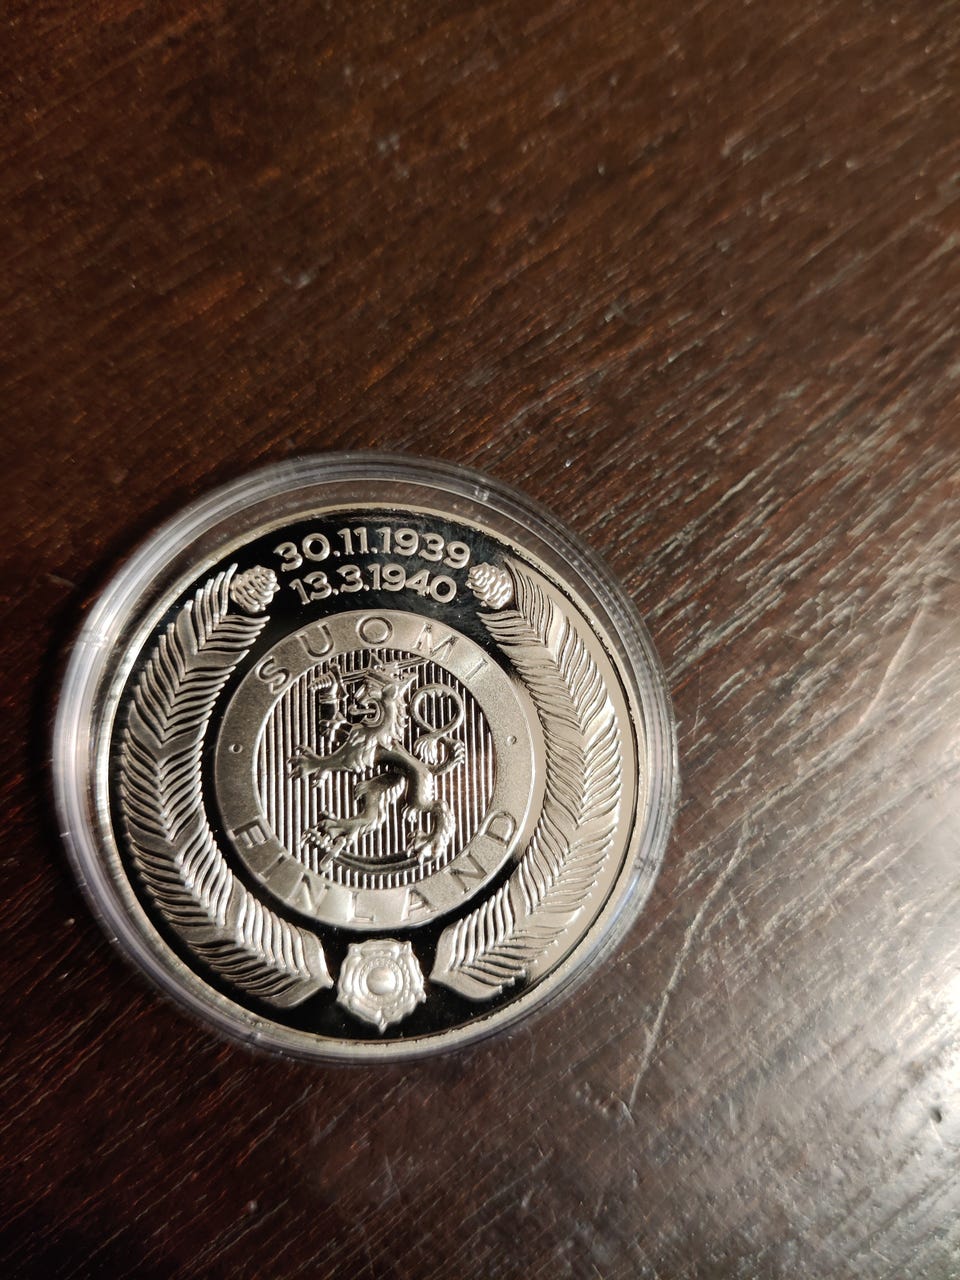 30.11.1939
13.3.1940
SUOMI
FINLAND